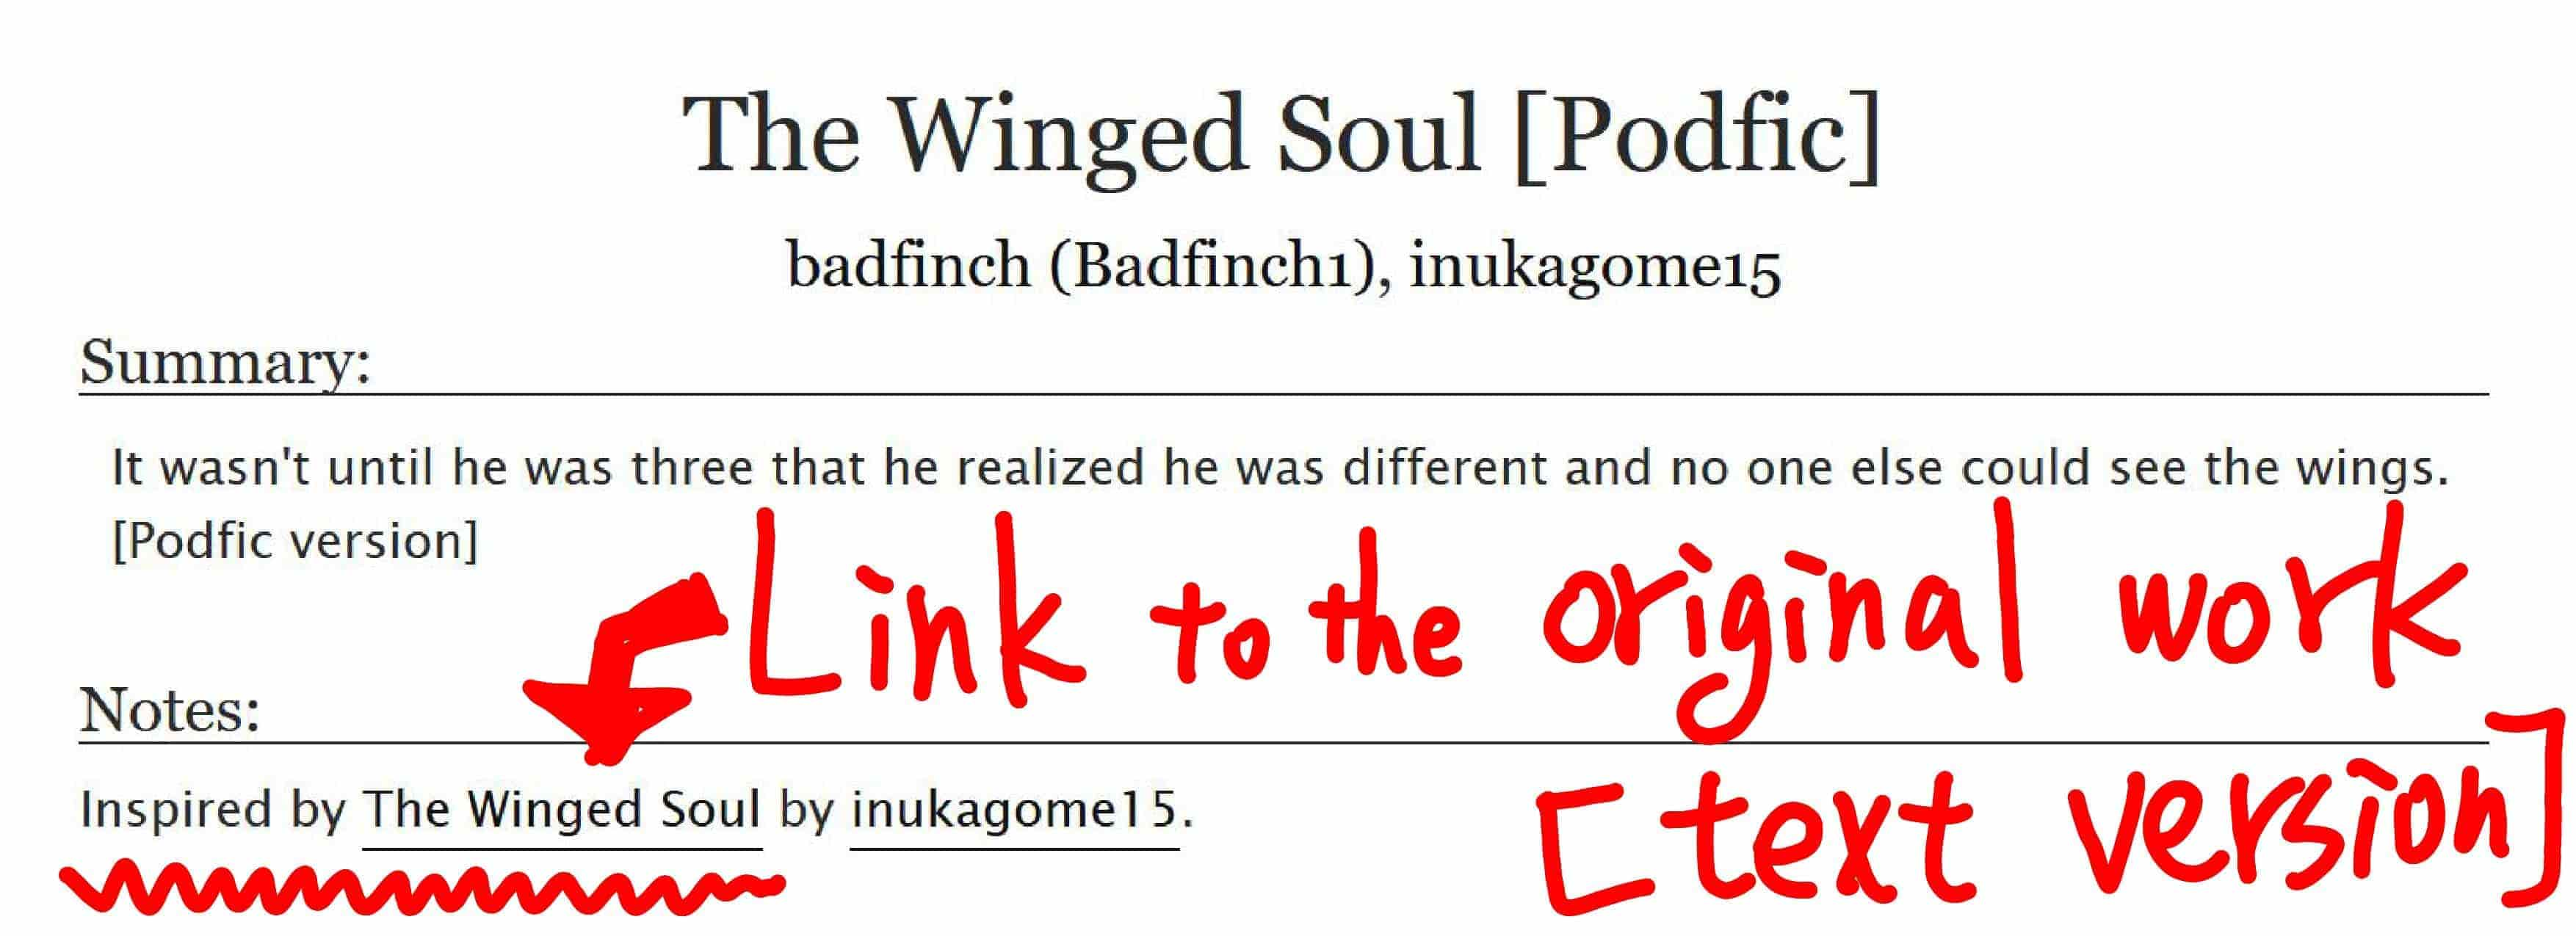 The Winged Soul [Podfic]
badfinch (Badfinch1), inukagome15
Summary:
It wasn't until he was three that he realized he was different and no one else could see the wings.
[Podfic version]
Link to the original work
[text version]
Notes:
Inspired by The Winged Soul by inukagome15.